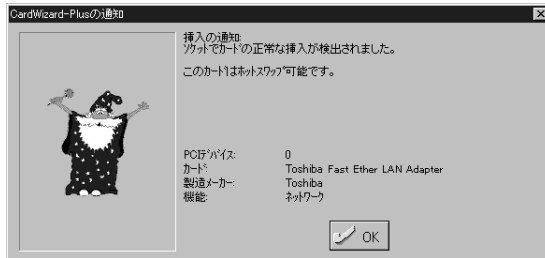 CardWizard-Plusの通知
挿入の通知:
ソケットでカードの正常な挿入が検出されました。
このカードはホットスワップ可能です。
PCIデバイス: 0
カード: Toshiba Fast Ether LAN Adapter
製造メーカー: Toshiba
機能: ネットワーク
OK